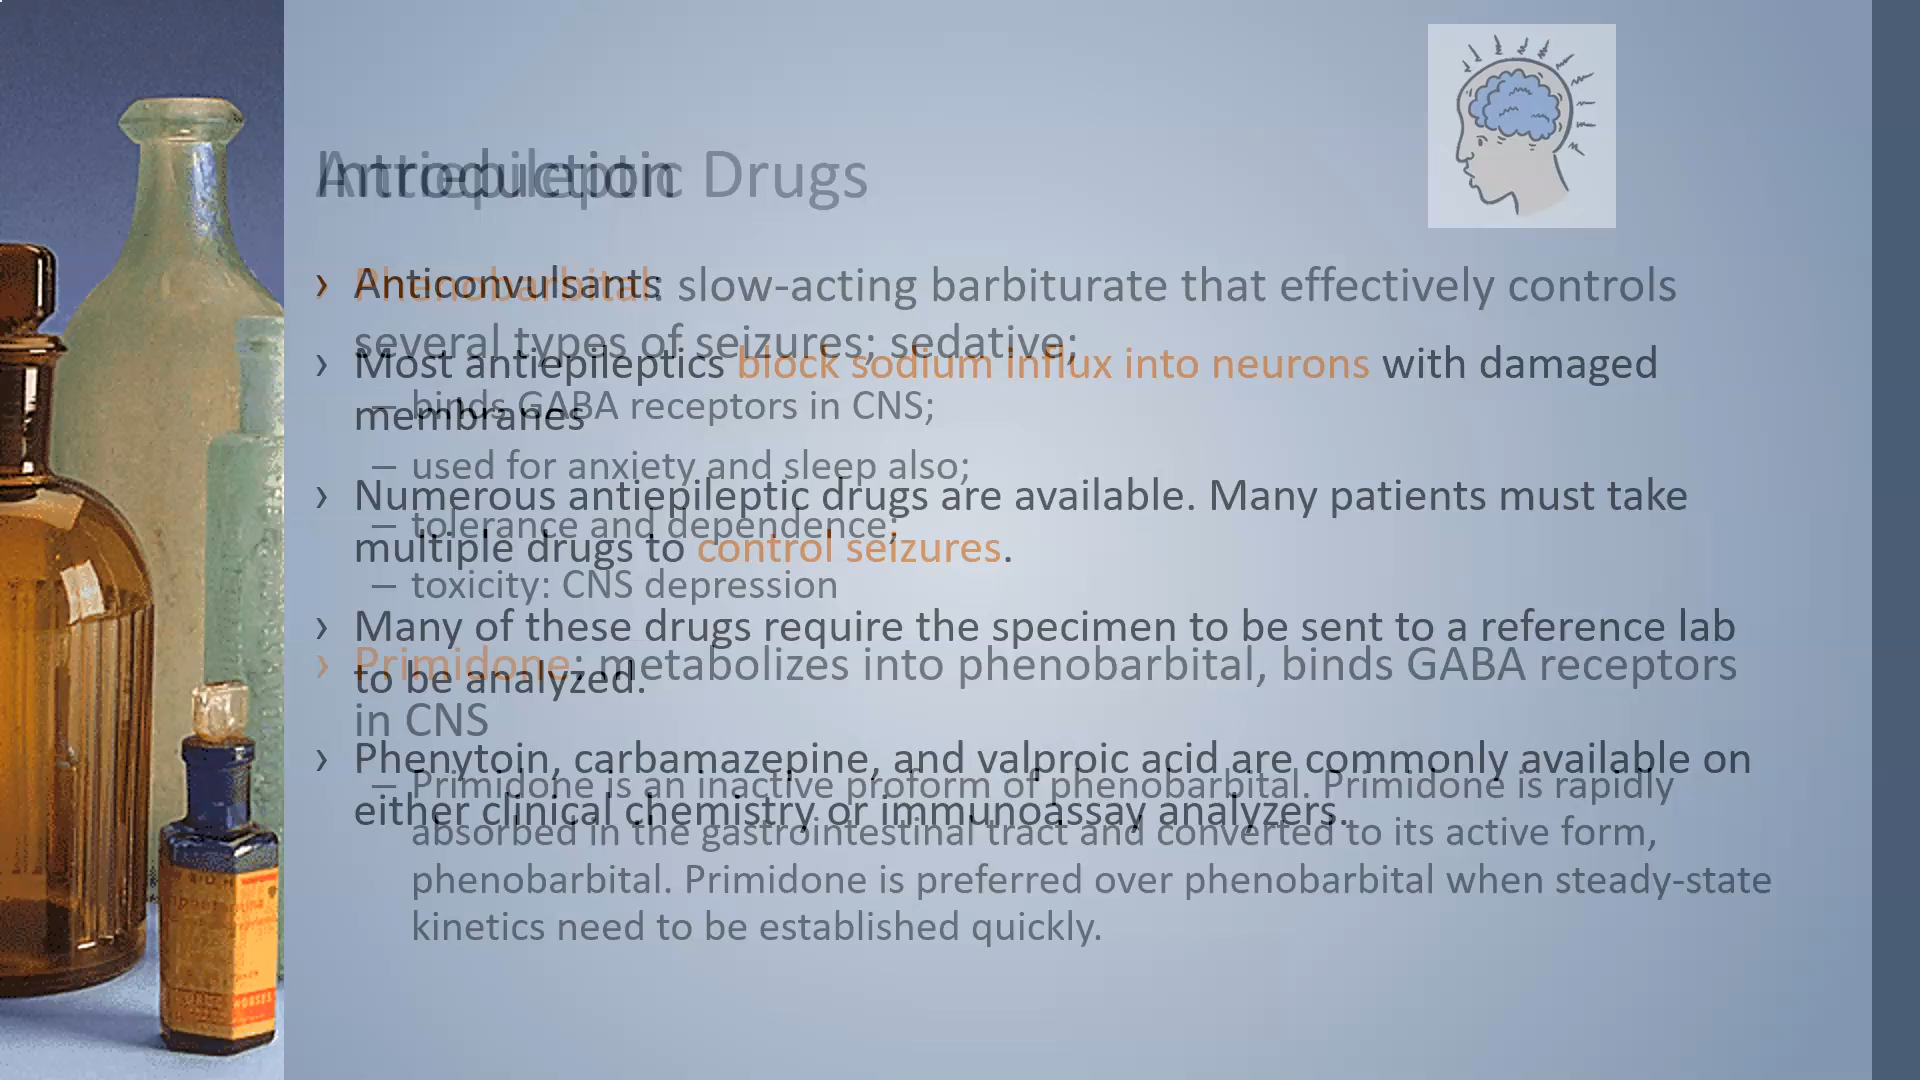 Introduction
› Anticonvulsants
› Most antiepileptics block sodium influx into neurons with damaged
membranes
› Numerous antiepileptic drugs are available. Many patients must take
multiple drugs to control seizures.
› Many of these drugs require the specimen to be sent to a reference lab
to be analyzed.
› Phenytoin, carbamazepine, and valproic acid are commonly available on
either clinical chemistry or immunoassay analyzers.
Antiepileptic Drugs
› Phenobarbital: slow-acting barbiturate that effectively controls
several types of seizures; sedative;
– binds GABA receptors in CNS;
– used for anxiety and sleep also;
– tolerance and dependence;
– toxicity: CNS depression
› Primidone; metabolizes into phenobarbital, binds GABA receptors
in CNS
– Primidone is an inactive proform of phenobarbital. Primidone is rapidly
absorbed in the gastrointestinal tract and converted to its active form,
phenobarbital. Primidone is preferred over phenobarbital when steady-state
kinetics need to be established quickly.